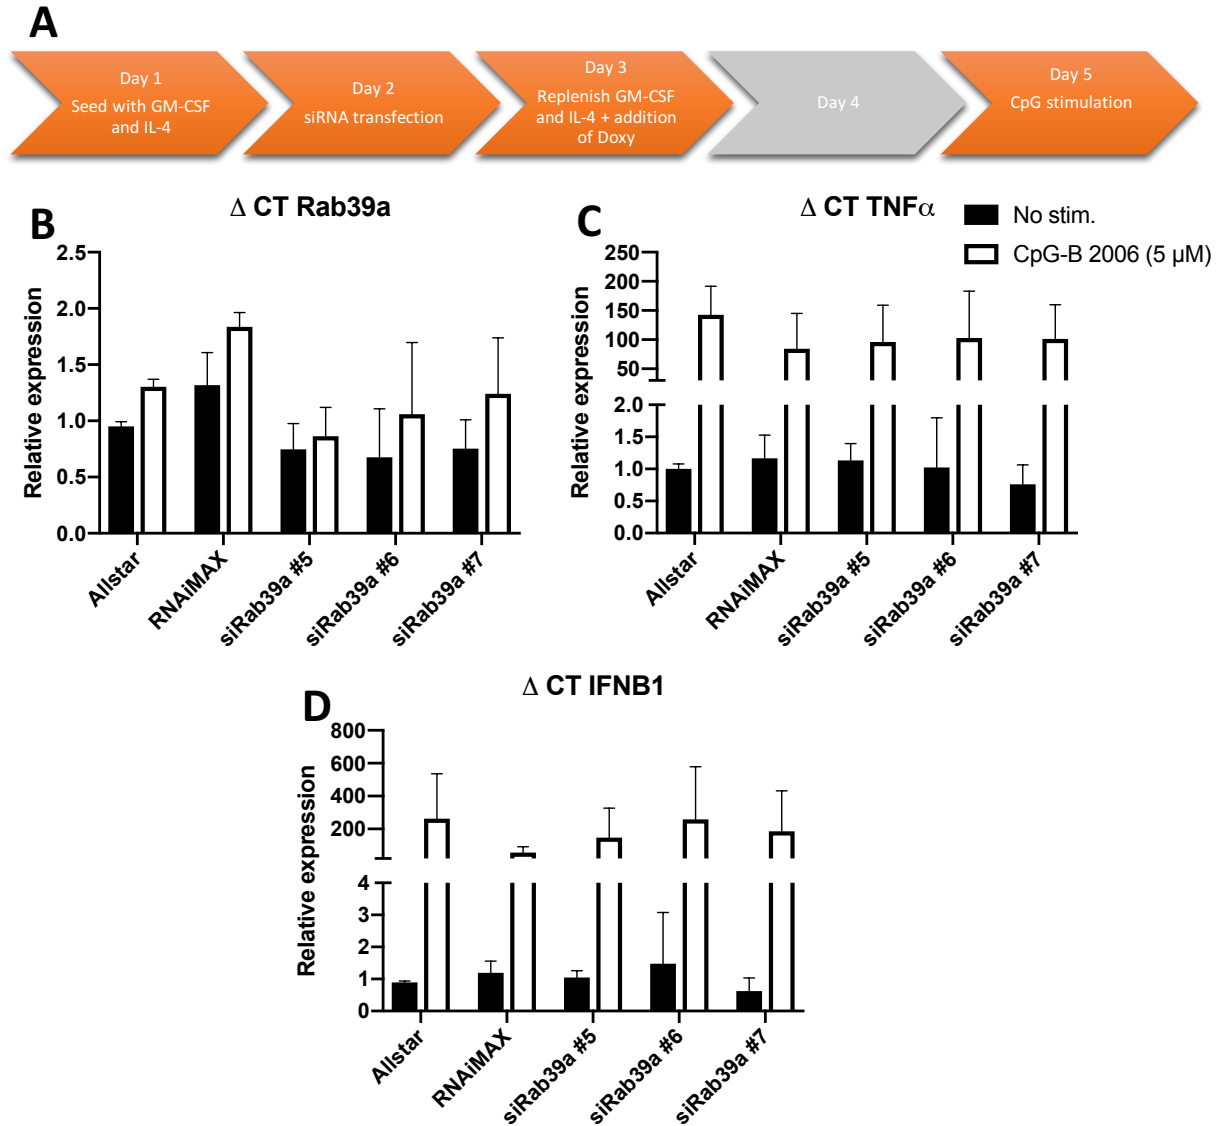 A
Day 1
Seed with GM-CSF
and IL-4
Day 2
siRNA transfection
Day 3
Replenish GM-CSF
and IL-4 + addition
of Doxy
Day 4
Day 5
CpG stimulation
B
Δ CT Rab39a
Relative expression
2.5
2.0
1.5
1.0
0.5
0.0
Allstar
RNAiMAX
siRab39a #5
siRab39a #6
siRab39a #7
C
Δ CT TNFα
No stim.
CpG-B 2006 (5 µM)
Relative expression
250
200
150
100
50
2.0
1.5
1.0
0.5
0.0
Allstar
RNAiMAX
siRab39a #5
siRab39a #6
siRab39a #7
D
Δ CT IFNB1
Relative expression
800
600
400
200
4
3
2
1
0
Allstar
RNAiMAX
siRab39a #5
siRab39a #6
siRab39a #7